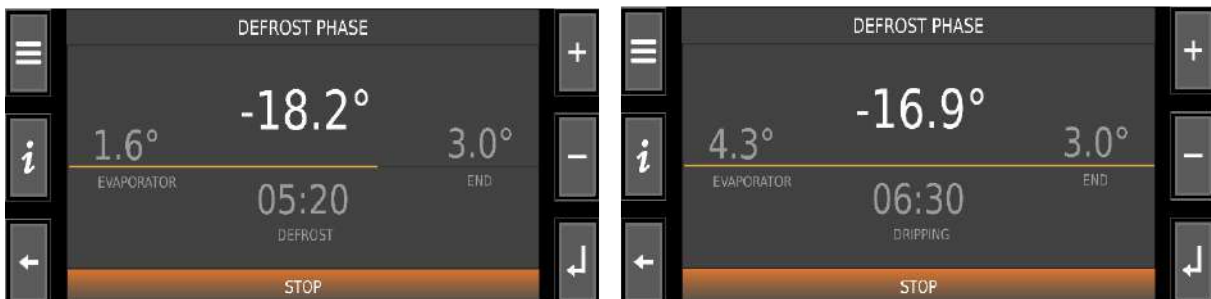 DEFROST PHASE
-18.2°
1.6°
3.0°
EVAPORATOR
END
05:20
DEFROST
STOP
DEFROST PHASE
-16.9°
4.3°
3.0°
EVAPORATOR
END
06:30
DRIPPING
STOP